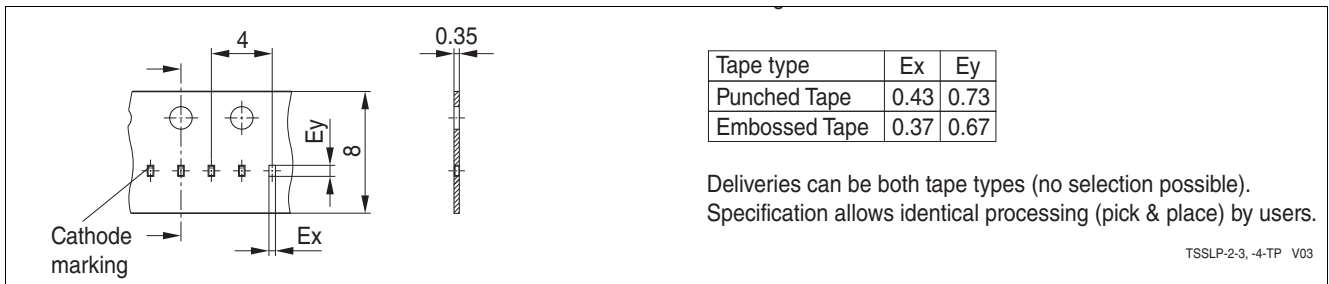 4
0.35
Ey
8
Ex
Cathode
marking
Tape type Ex Ey
Punched Tape 0.43 0.73
Embossed Tape 0.37 0.67
Deliveries can be both tape types (no selection possible).
Specification allows identical processing (pick & place) by users.
TSSLP-2-3, -4-TP V03